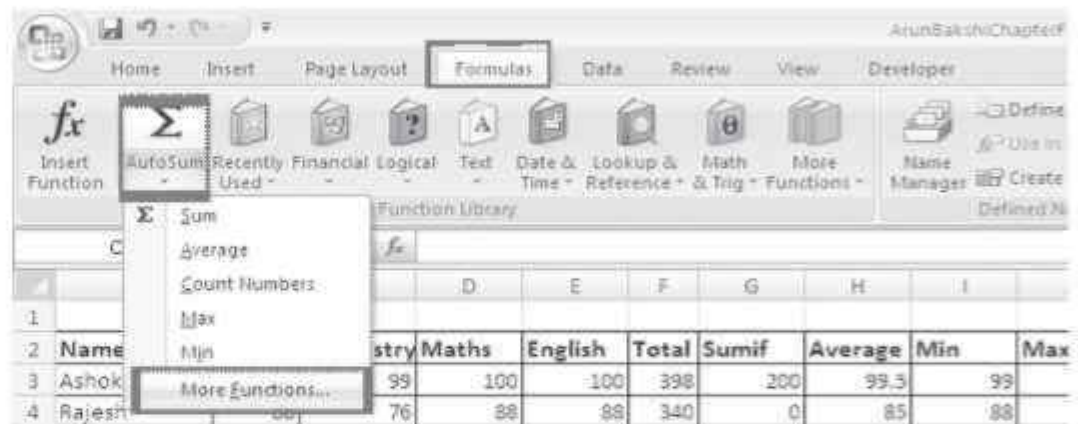 ArunBakshiChapterF
Home Insert Page Layout Formulas Data Review View Developer
fx Σ ? A θ Define
Insert Function AutoSum Recently Used Financial Logical Text Date & Time Lookup & Reference Math & Trig More Functions Name Manager Use in Create
Function Library Defined Na
C fx
Σ Sum
Average
Count Numbers
Max
Min
More Functions...
D E F G H I
1
2 Name stry Maths English Total Sumif Average Min Max
3 Ashok 99 100 100 398 200 99.5 99
4 Rajesh 76 88 88 340 0 85 88